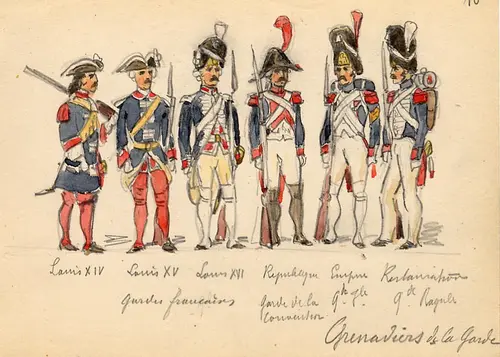 10
Louis XIV Louis XV Louis XVI République Empire Restauration
gardes françaises Garde de la Convention Gde Rle Gde Royale
Grenadiers de la Garde